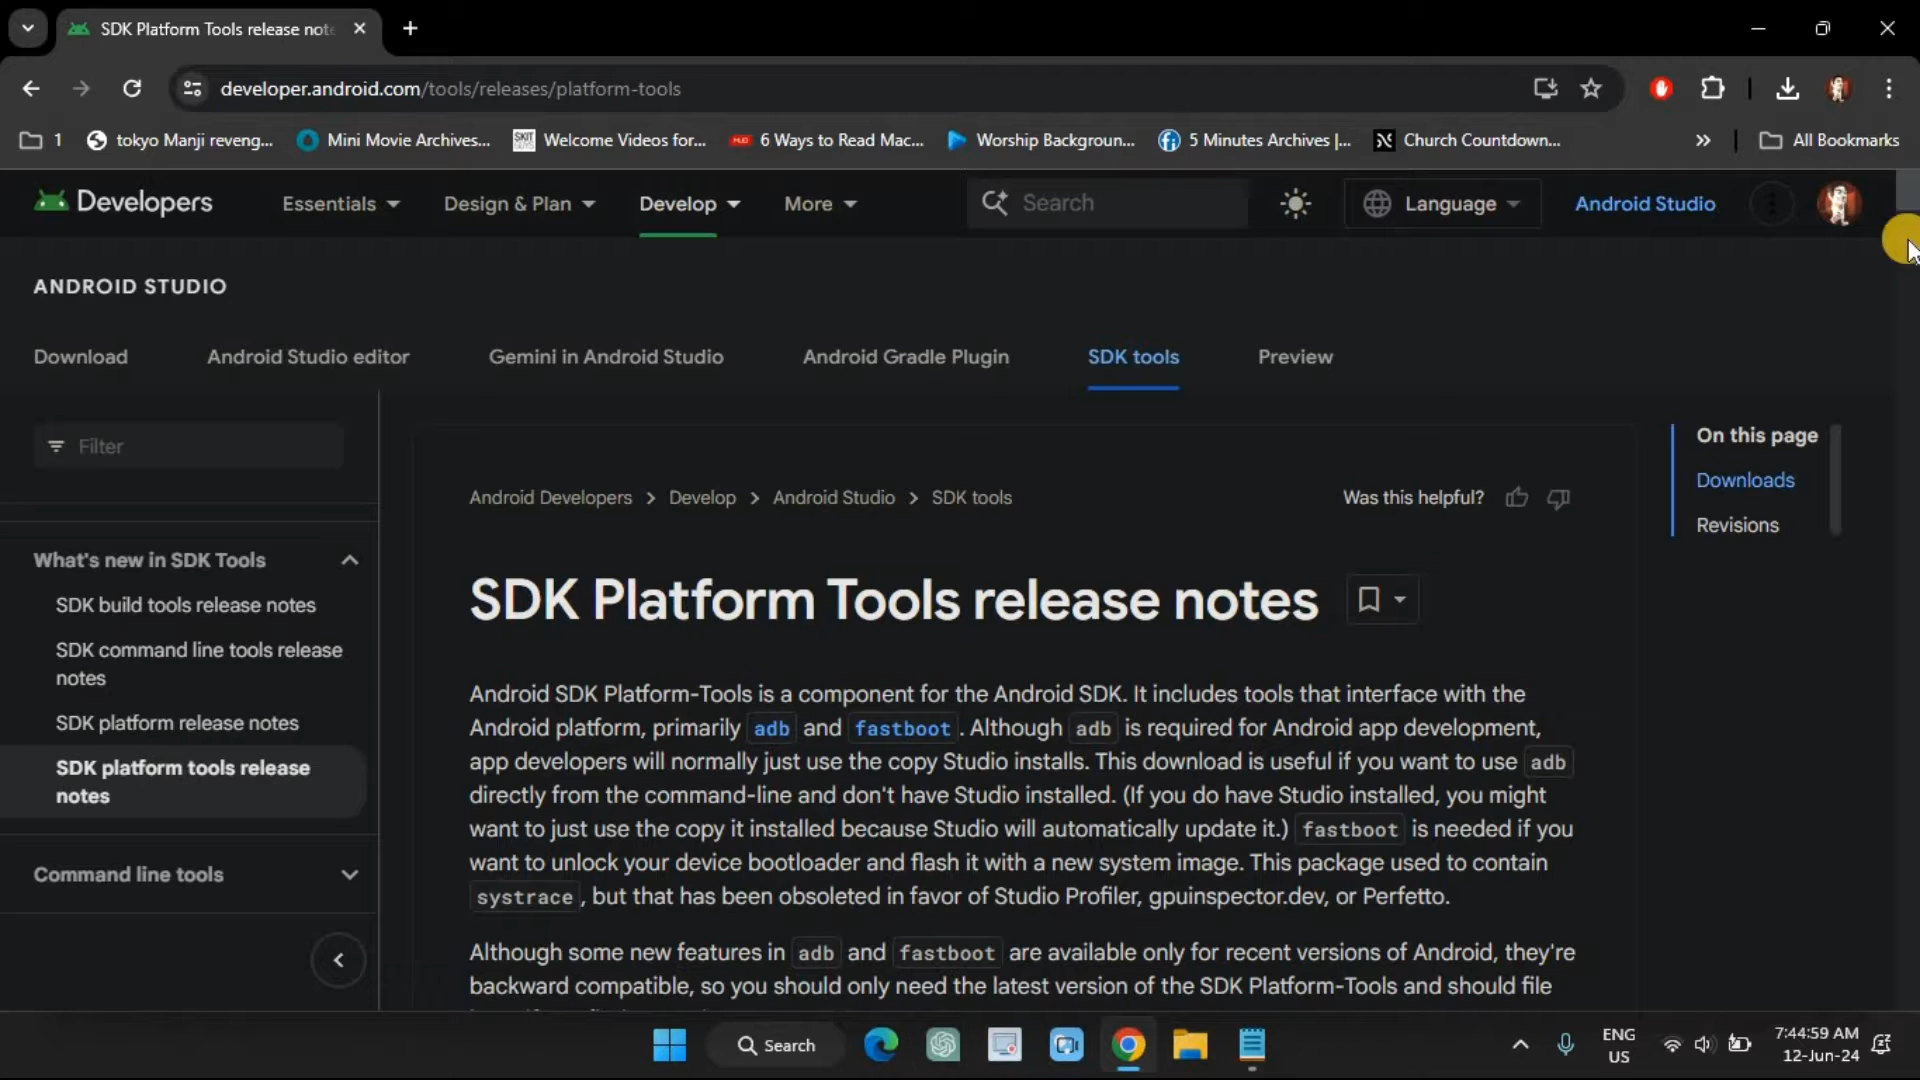 SDK Platform Tools release note
developer.android.com/tools/releases/platform-tools
1
tokyo Manji reveng...
Mini Movie Archives...
SKIT GUYS
Welcome Videos for...
6 Ways to Read Mac...
Worship Backgroun...
5 Minutes Archives |...
Church Countdown...
All Bookmarks
Developers
Essentials
Design & Plan
Develop
More
Search
Language
Android Studio
ANDROID STUDIO
Download
Android Studio editor
Gemini in Android Studio
Android Gradle Plugin
SDK tools
Preview
Filter
What's new in SDK Tools
SDK build tools release notes
SDK command line tools release
notes
SDK platform release notes
SDK platform tools release
notes
Command line tools
Android Developers > Develop > Android Studio > SDK tools
Was this helpful?
SDK Platform Tools release notes
Android SDK Platform-Tools is a component for the Android SDK. It includes tools that interface with the
Android platform, primarily adb and fastboot. Although adb is required for Android app development,
app developers will normally just use the copy Studio installs. This download is useful if you want to use adb
directly from the command-line and don't have Studio installed. (If you do have Studio installed, you might
want to just use the copy it installed because Studio will automatically update it.) fastboot is needed if you
want to unlock your device bootloader and flash it with a new system image. This package used to contain
systrace, but that has been obsoleted in favor of Studio Profiler, gpuinspector.dev, or Perfetto.
Although some new features in adb and fastboot are available only for recent versions of Android, they're
backward compatible, so you should only need the latest version of the SDK Platform-Tools and should file
On this page
Downloads
Revisions
Search
ENG
US
7:44:59 AM
12-Jun-24